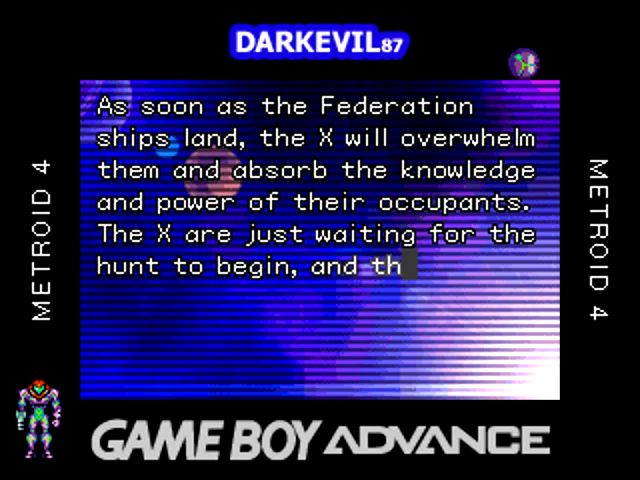 DARKEVIL87
As soon as the Federation
ships land, the X will overwhelm
them and absorb the knowledge
and power of their occupants.
The X are just waiting for the
hunt to begin, and th
METROID 4
METROID 4
GAME BOY ADVANCE